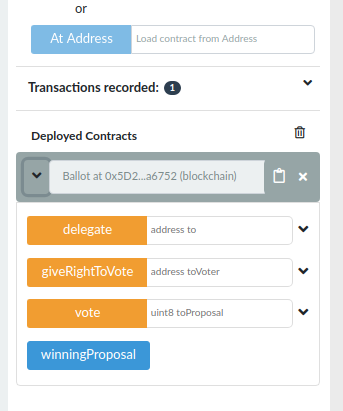 or
At Address
Load contract from Address
Transactions recorded: 1
Deployed Contracts
Ballot at 0x5D2...a6752 (blockchain)
delegate
address to
giveRightToVote
address toVoter
vote
uint8 toProposal
winningProposal